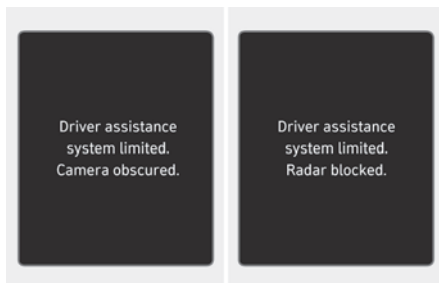 Driver assistance
system limited.
Camera obscured.
Driver assistance
system limited.
Radar blocked.